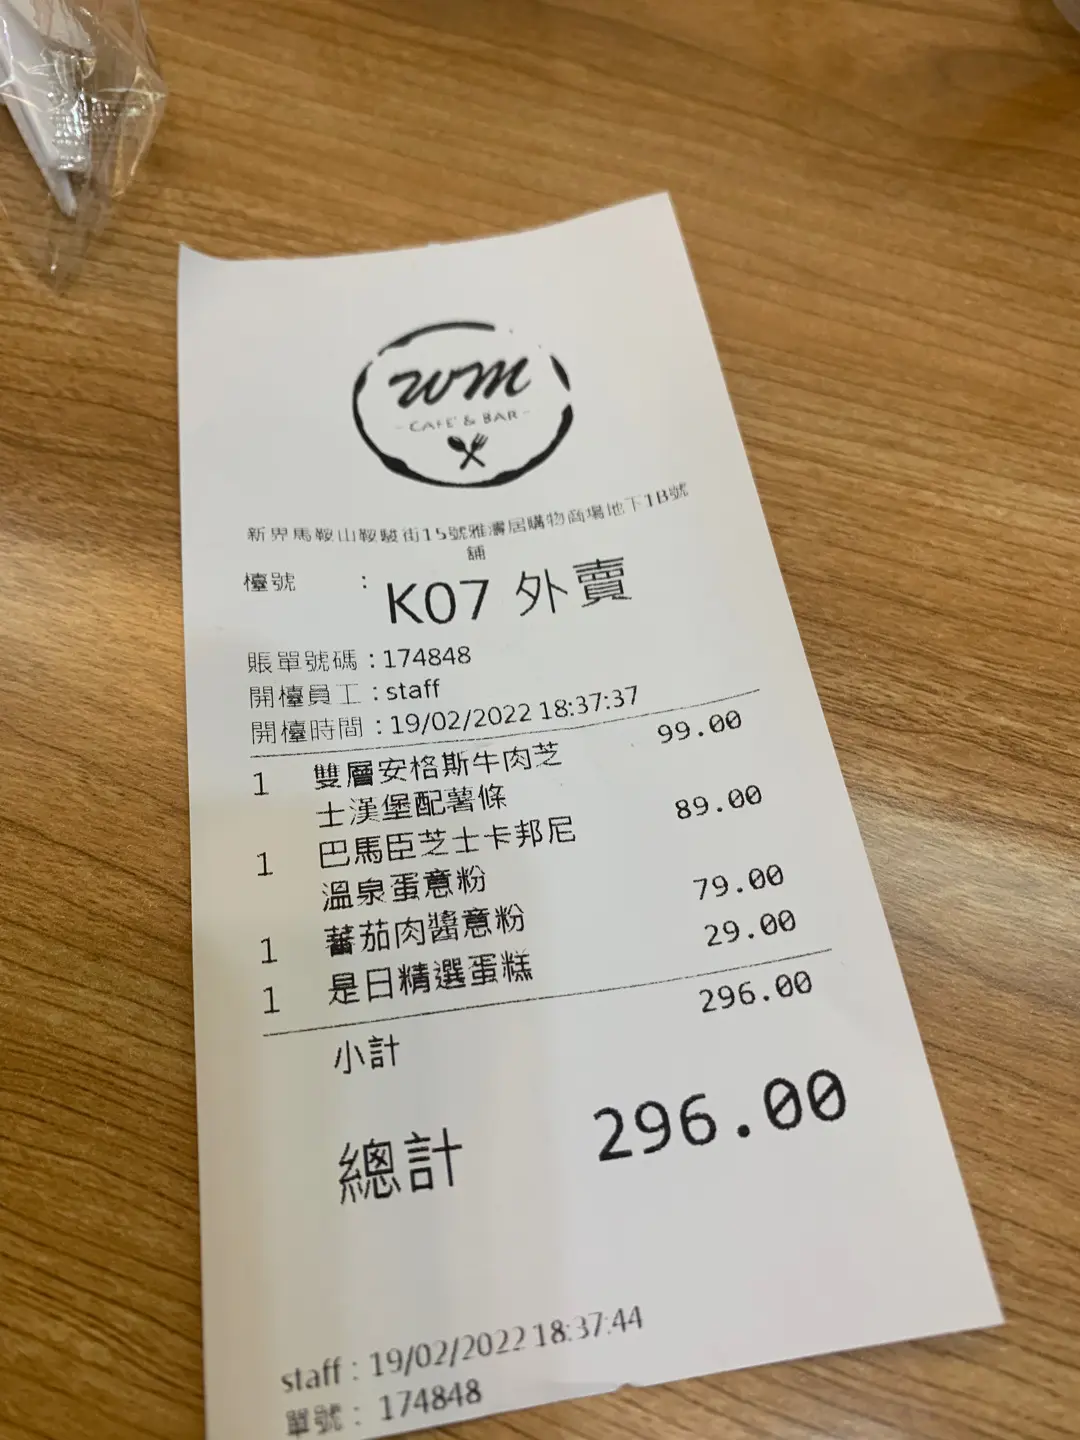 wm
- CAFE & BAR -
新界馬鞍山鞍駿街15號雅濤居購物商場地下1B號
舖
檯號 : K07 外賣
賬單號碼 : 174848
開檯員工 : staff
開檯時間 : 19/02/2022 18:37:37
1 雙層安格斯牛肉芝 99.00
士漢堡配薯條
1 巴馬臣芝士卡邦尼 89.00
溫泉蛋意粉
1 蕃茄肉醬意粉 79.00
1 是日精選蛋糕 29.00
小計 296.00
總計 296.00
staff : 19/02/2022 18:37:44
單號 : 174848